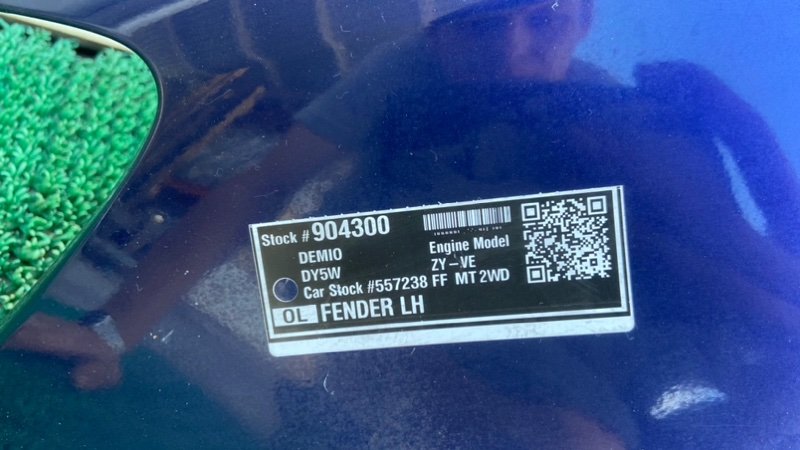 Stock #904300
DEMIO
DY5W
Engine Model
ZY-VE
Car Stock #557238 FF MT 2WD
OL FENDER LH